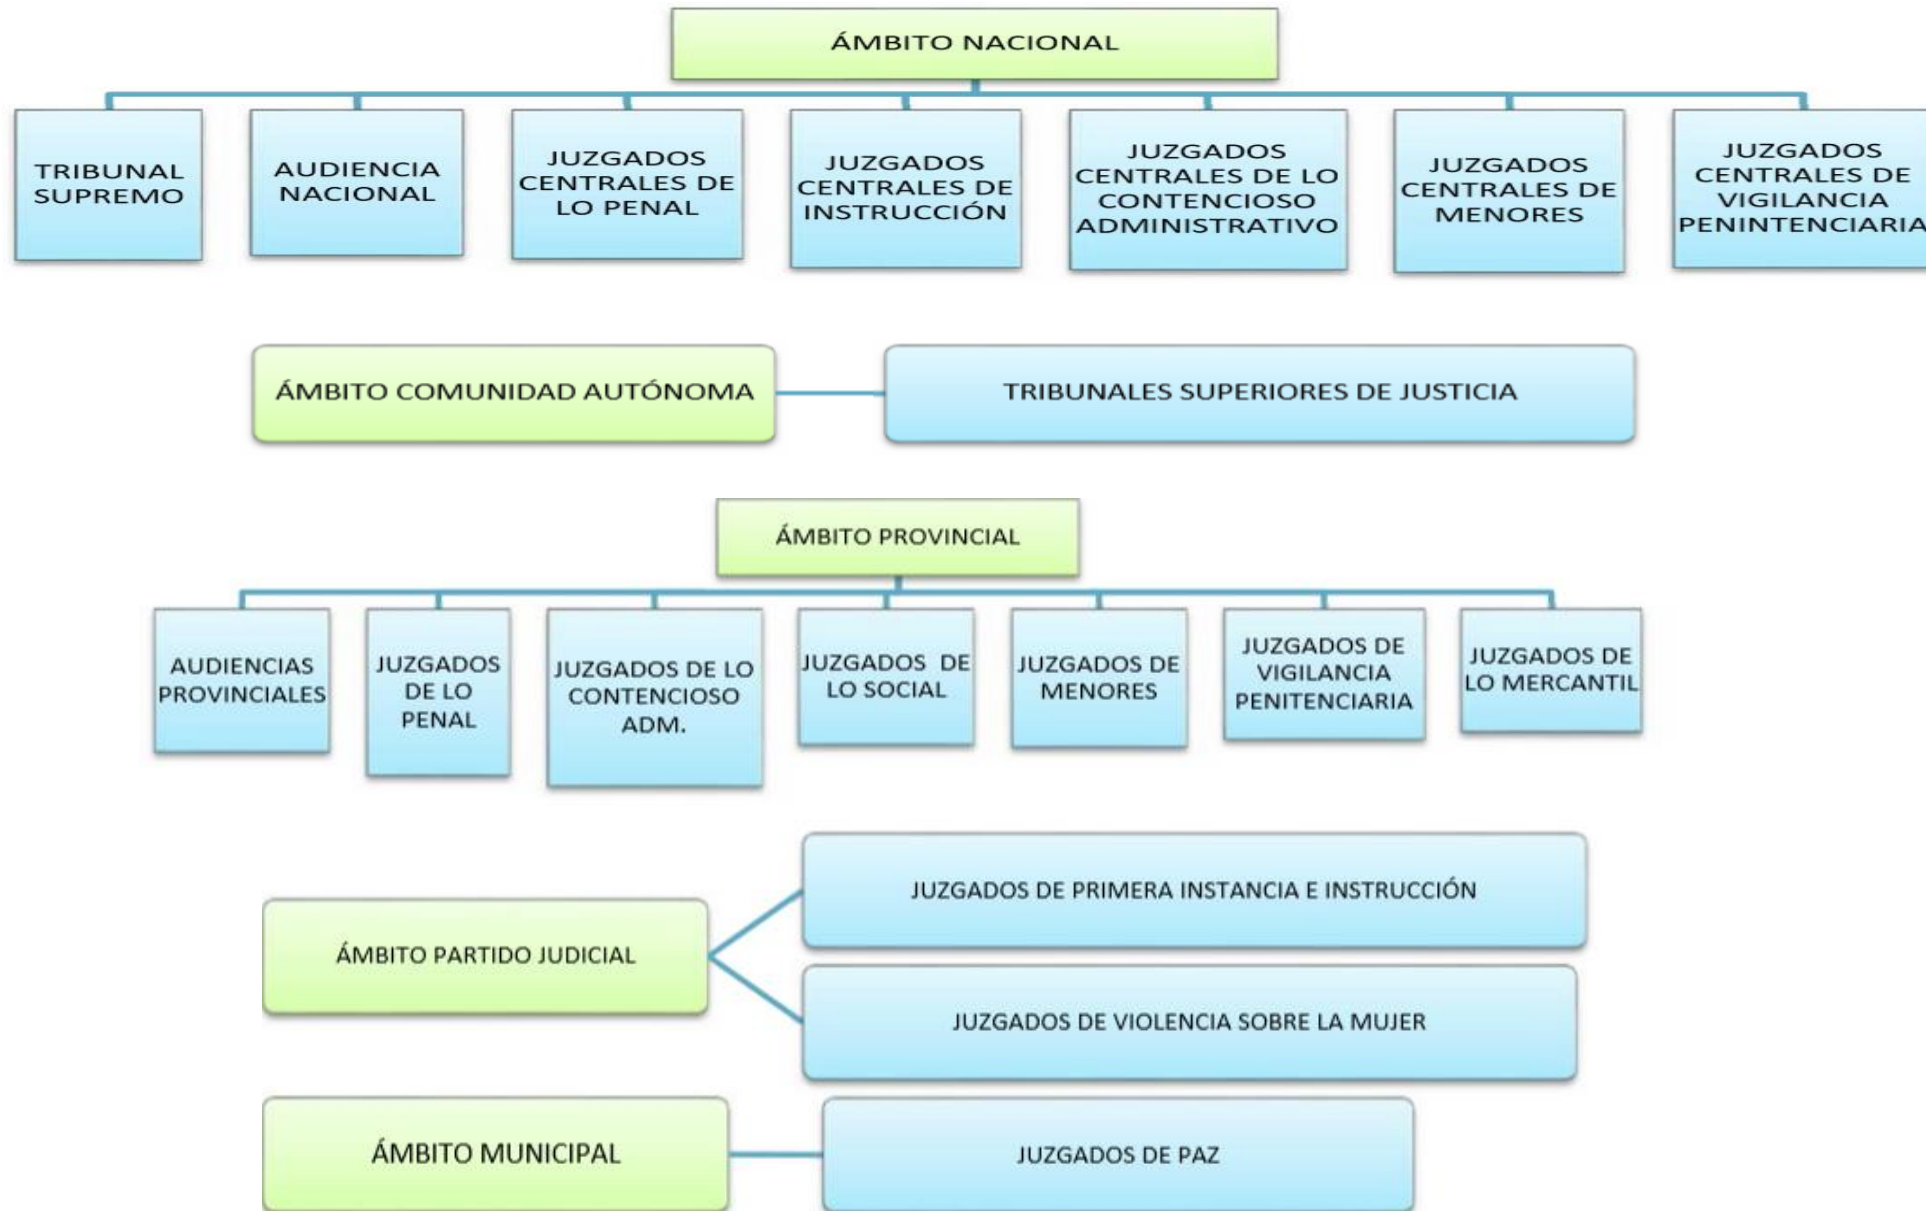 ÁMBITO NACIONAL
TRIBUNAL
SUPREMO
AUDIENCIA
NACIONAL
JUZGADOS
CENTRALES DE
LO PENAL
JUZGADOS
CENTRALES DE
INSTRUCCIÓN
JUZGADOS
CENTRALES DE LO
CONTENCIOSO
ADMINISTRATIVO
JUZGADOS
CENTRALES DE
MENORES
JUZGADOS
CENTRALES DE
VIGILANCIA
PENINTENCIARIA
ÁMBITO COMUNIDAD AUTÓNOMA
TRIBUNALES SUPERIORES DE JUSTICIA
ÁMBITO PROVINCIAL
AUDIENCIAS
PROVINCIALES
JUZGADOS
DE LO
PENAL
JUZGADOS DE LO
CONTENCIOSO
ADM.
JUZGADOS DE
LO SOCIAL
JUZGADOS DE
MENORES
JUZGADOS DE
VIGILANCIA
PENITENCIARIA
JUZGADOS DE
LO MERCANTIL
ÁMBITO PARTIDO JUDICIAL
JUZGADOS DE PRIMERA INSTANCIA E INSTRUCCIÓN
JUZGADOS DE VIOLENCIA SOBRE LA MUJER
ÁMBITO MUNICIPAL
JUZGADOS DE PAZ